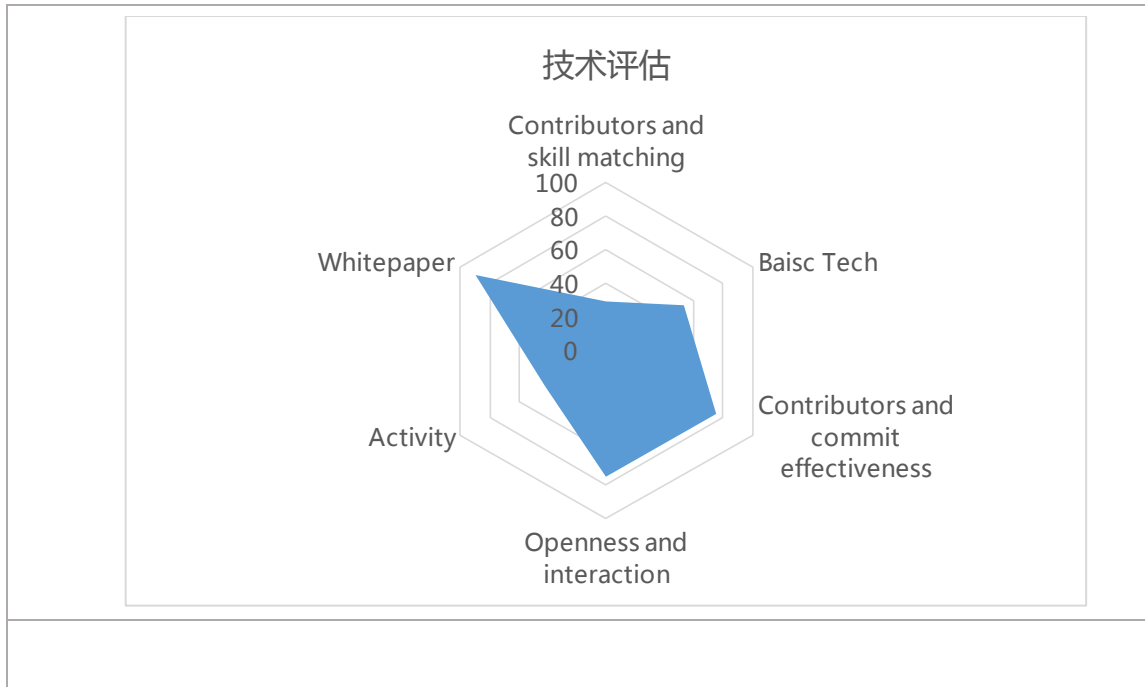 技术评估
Contributors and
skill matching
100
80
60
40
20
0
Whitepaper
Baisc Tech
Activity
Contributors and
commit
effectiveness
Openness and
interaction